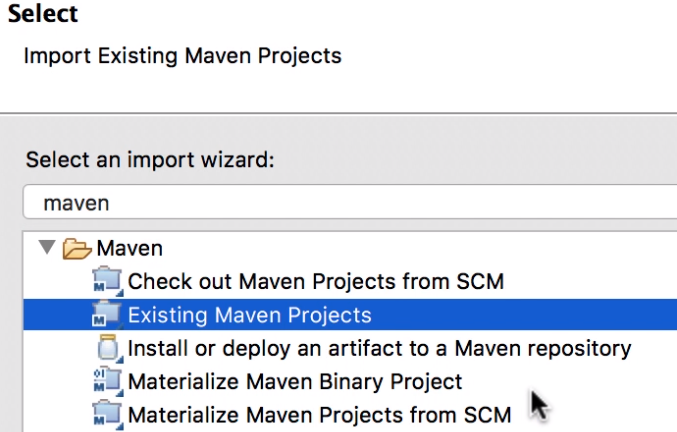 Select
Import Existing Maven Projects
Select an import wizard:
maven
Maven
Check out Maven Projects from SCM
Existing Maven Projects
Install or deploy an artifact to a Maven repository
Materialize Maven Binary Project
Materialize Maven Projects from SCM